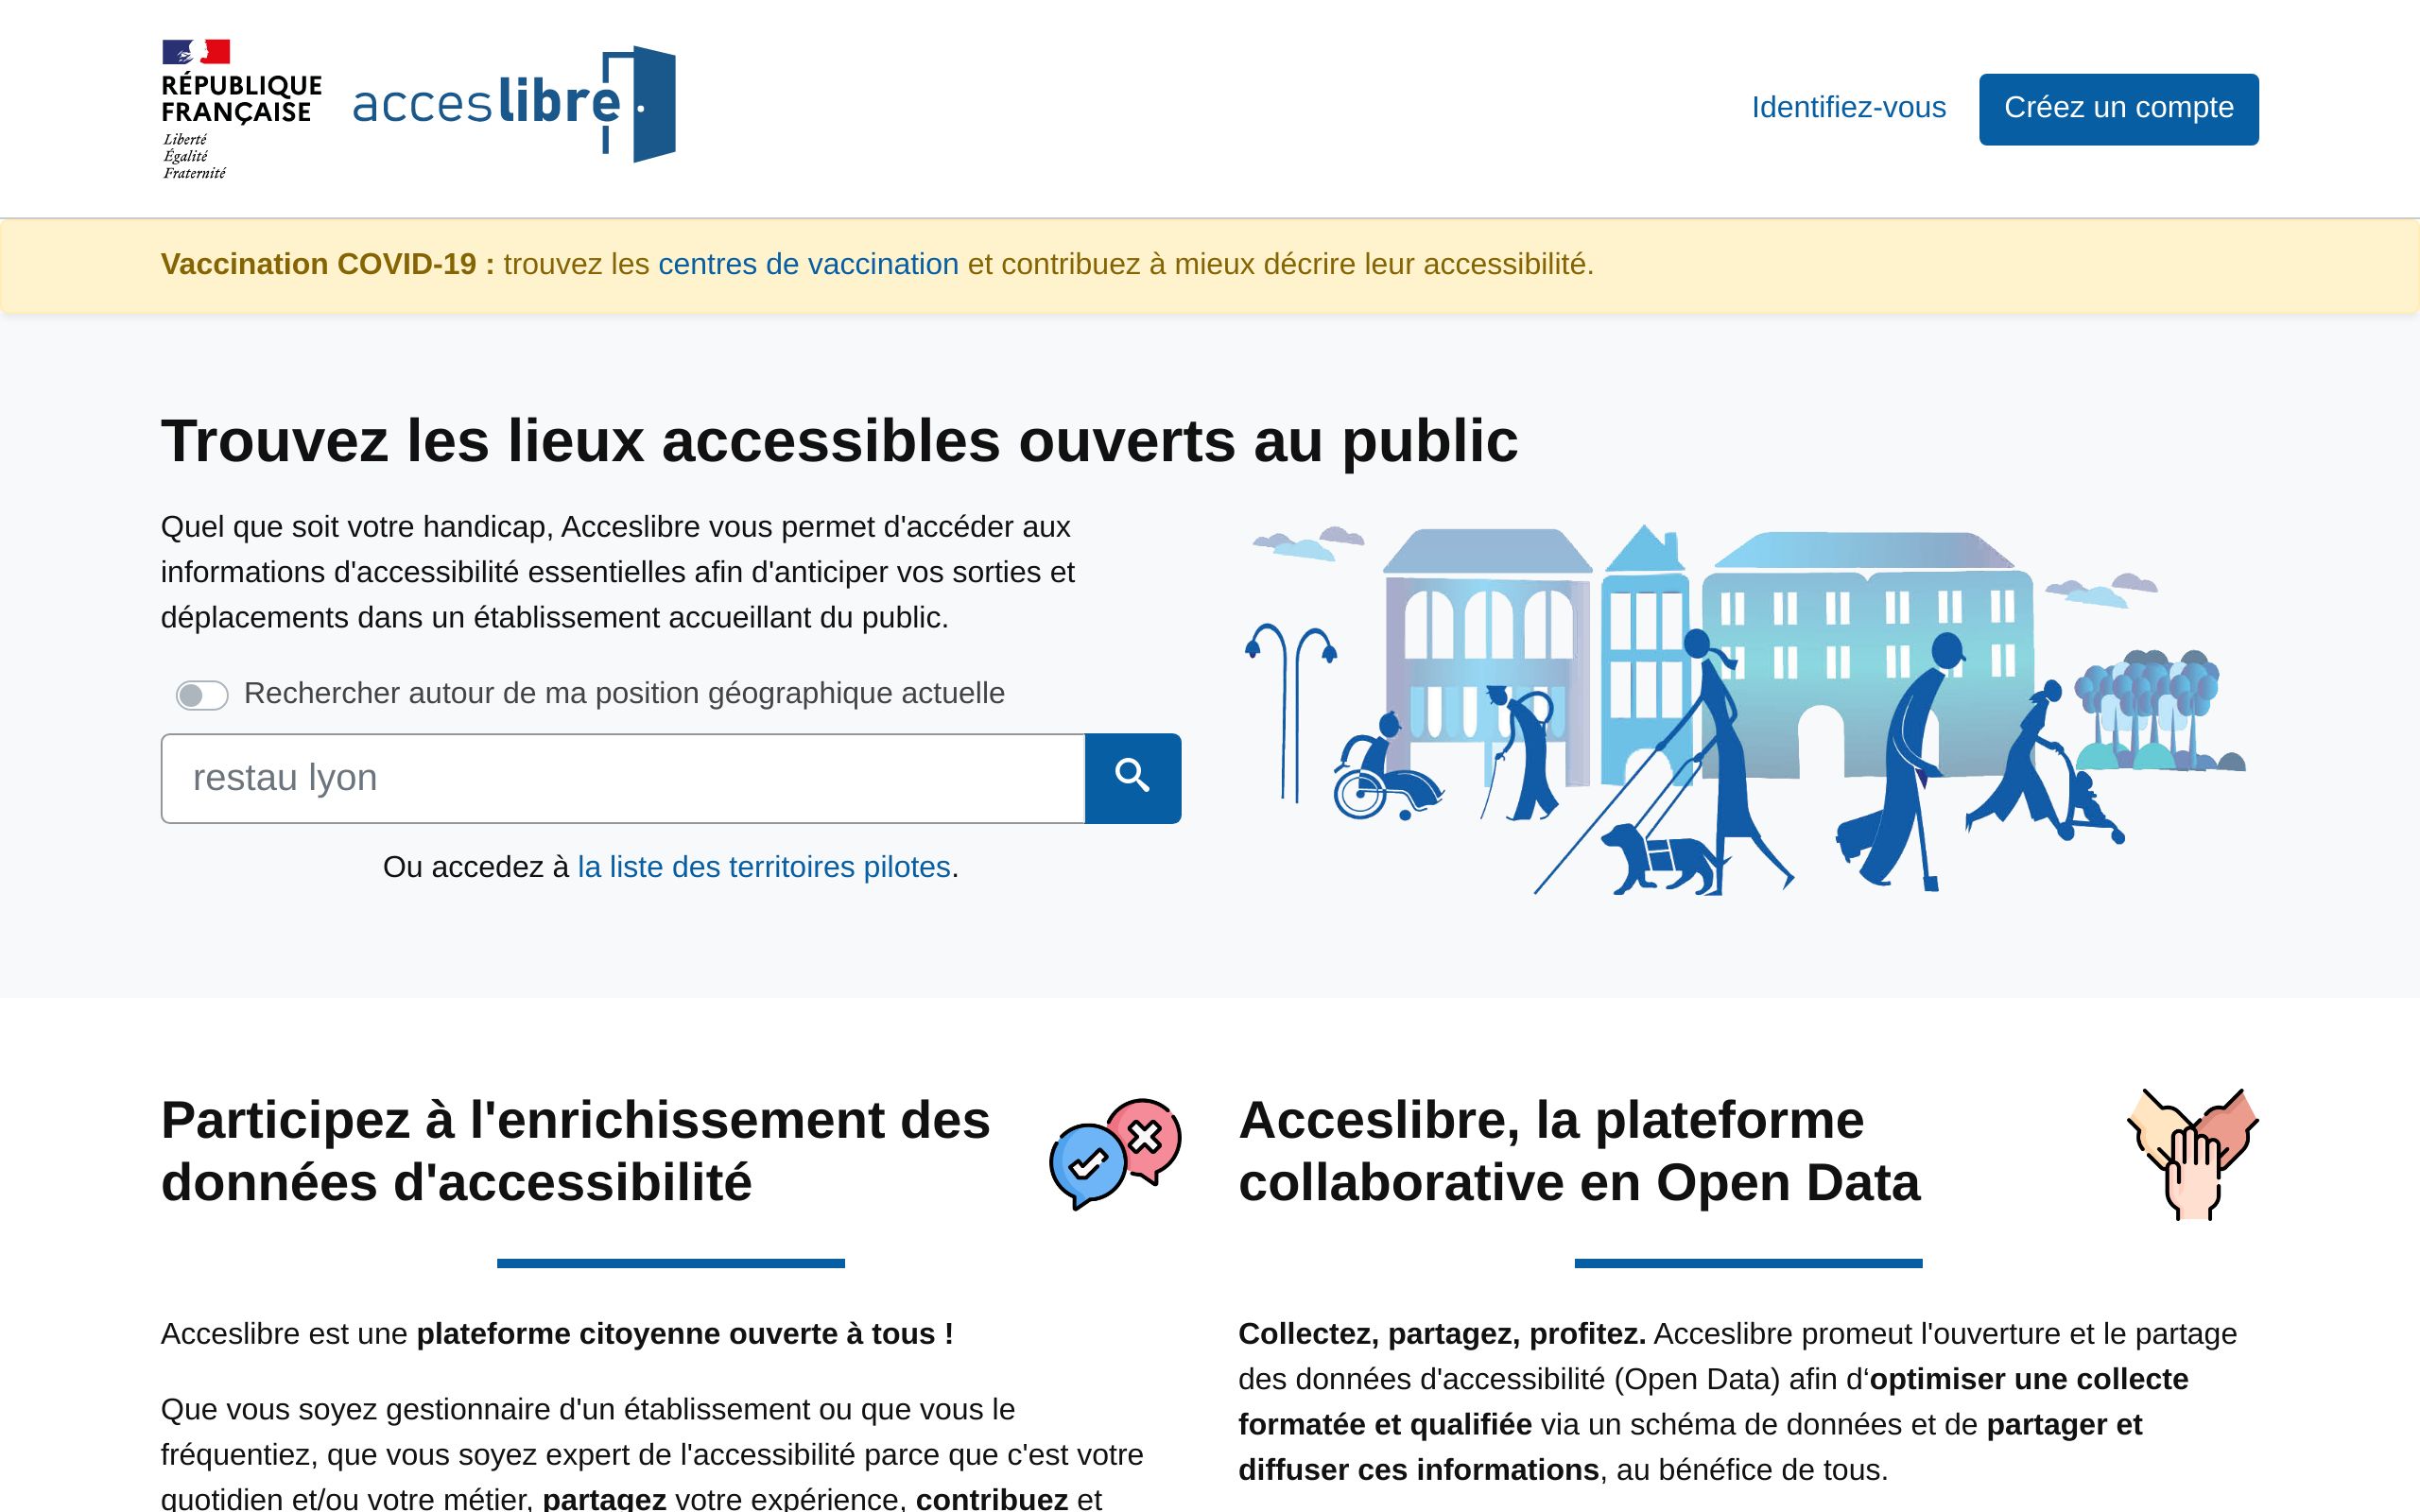 RÉPUBLIQUE
FRANÇAISE
Liberté
Égalité
Fraternité
acceslibre
Identifiez-vous
Créez un compte
Vaccination COVID-19 : trouvez les centres de vaccination et contribuez à mieux décrire leur accessibilité.
Trouvez les lieux accessibles ouverts au public
Quel que soit votre handicap, Acceslibre vous permet d'accéder aux
informations d'accessibilité essentielles afin d'anticiper vos sorties et
déplacements dans un établissement accueillant du public.
Rechercher autour de ma position géographique actuelle
restau lyon
Ou accedez à la liste des territoires pilotes.
Participez à l'enrichissement des
données d'accessibilité
Acceslibre est une plateforme citoyenne ouverte à tous !
Que vous soyez gestionnaire d'un établissement ou que vous le
fréquentiez, que vous soyez expert de l'accessibilité parce que c'est votre
quotidien et/ou votre métier, partagez votre expérience, contribuez et
Acceslibre, la plateforme
collaborative en Open Data
Collectez, partagez, profitez. Acceslibre promeut l'ouverture et le partage
des données d'accessibilité (Open Data) afin d‘optimiser une collecte
formatée et qualifiée via un schéma de données et de partager et
diffuser ces informations, au bénéfice de tous.